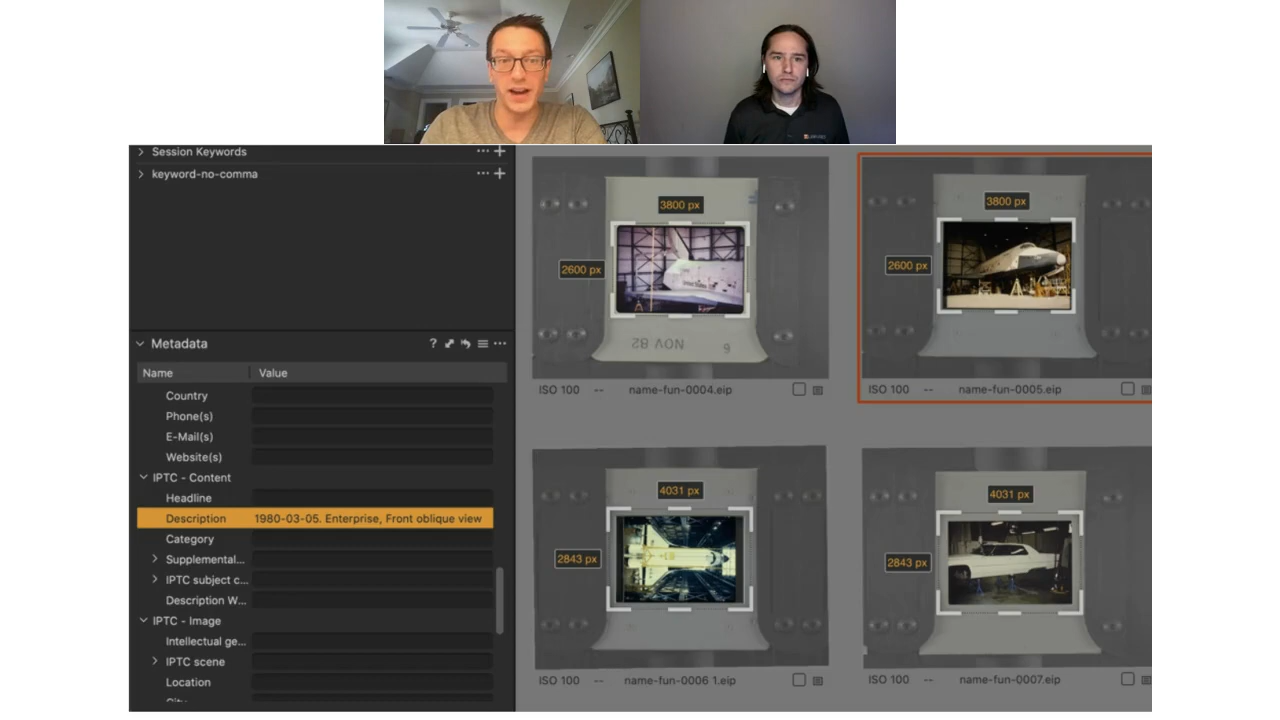 Session Keywords
keyword-no-comma
Metadata
?
Name Value
Country
Phone(s)
E-Mail(s)
Website(s)
IPTC - Content
Headline
Description 1980-03-05. Enterprise, Front oblique view
Category
Supplemental...
IPTC subject c...
Description W...
IPTC - Image
Intellectual ge...
IPTC scene
Location
3800 px
2600 px
NOV 82
6
ISO 100 -- name-fun-0004.eip
3800 px
2600 px
ISO 100 -- name-fun-0005.eip
4031 px
2843 px
ISO 100 -- name-fun-0006 1.eip
4031 px
2843 px
ISO 100 -- name-fun-0007.eip